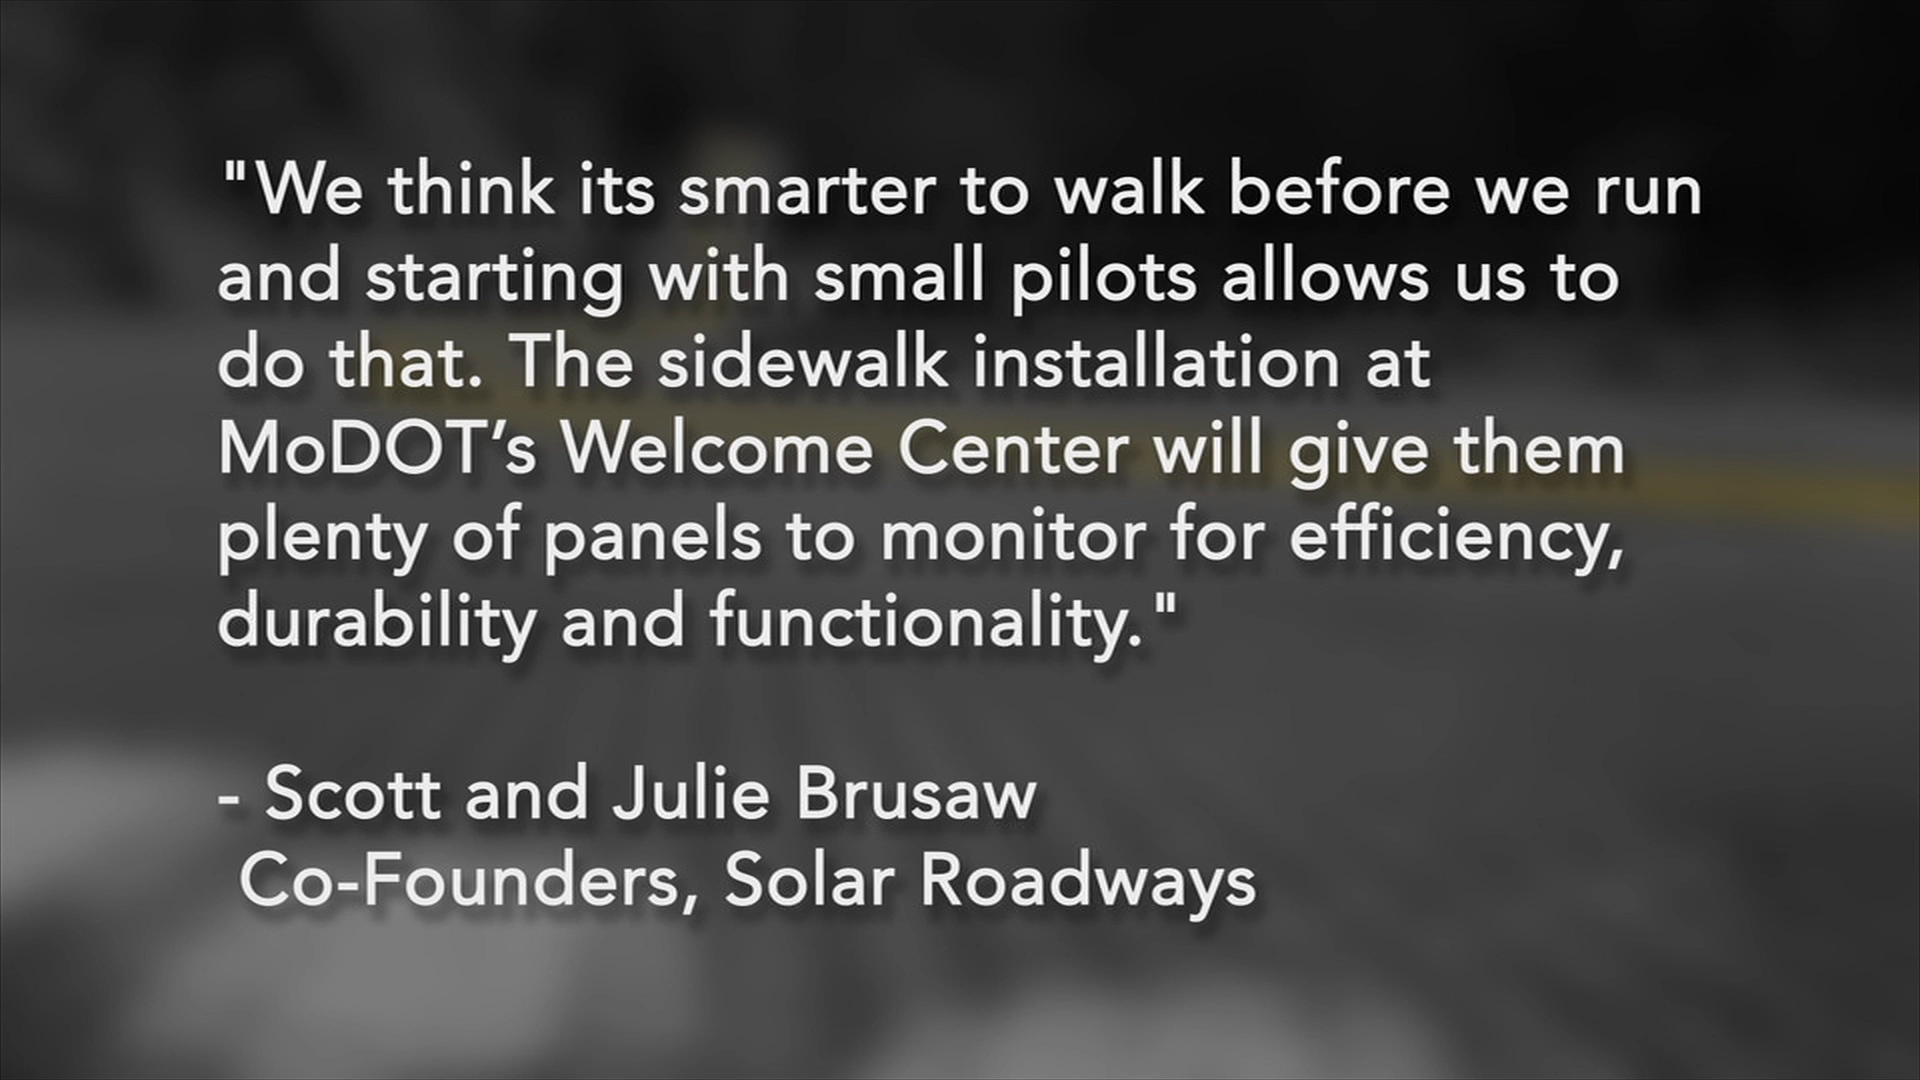 "We think its smarter to walk before we run
and starting with small pilots allows us to
do that. The sidewalk installation at
MoDOT’s Welcome Center will give them
plenty of panels to monitor for efficiency,
durability and functionality."
- Scott and Julie Brusaw
Co-Founders, Solar Roadways